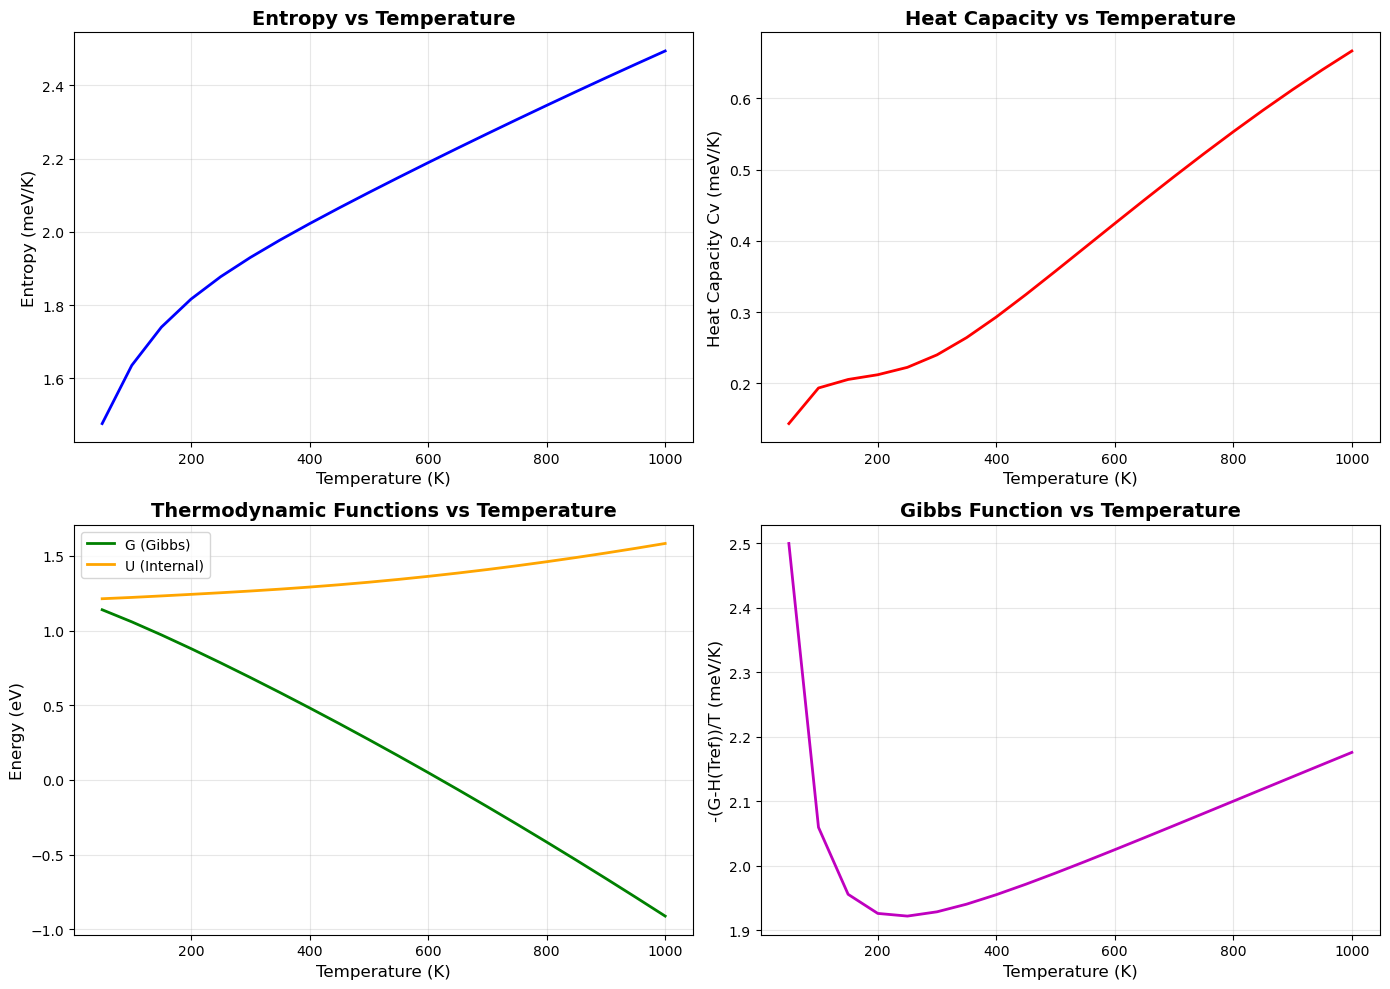 Entropy vs Temperature
Entropy (meV/K)
2.4
2.2
2.0
1.8
1.6
200 400 600 800 1000
Temperature (K)
Heat Capacity vs Temperature
Heat Capacity Cv (meV/K)
0.6
0.5
0.4
0.3
0.2
200 400 600 800 1000
Temperature (K)
Thermodynamic Functions vs Temperature
G (Gibbs)
U (Internal)
Energy (eV)
1.5
1.0
0.5
0.0
−0.5
−1.0
200 400 600 800 1000
Temperature (K)
Gibbs Function vs Temperature
-(G-H(Tref))/T (meV/K)
2.5
2.4
2.3
2.2
2.1
2.0
1.9
200 400 600 800 1000
Temperature (K)